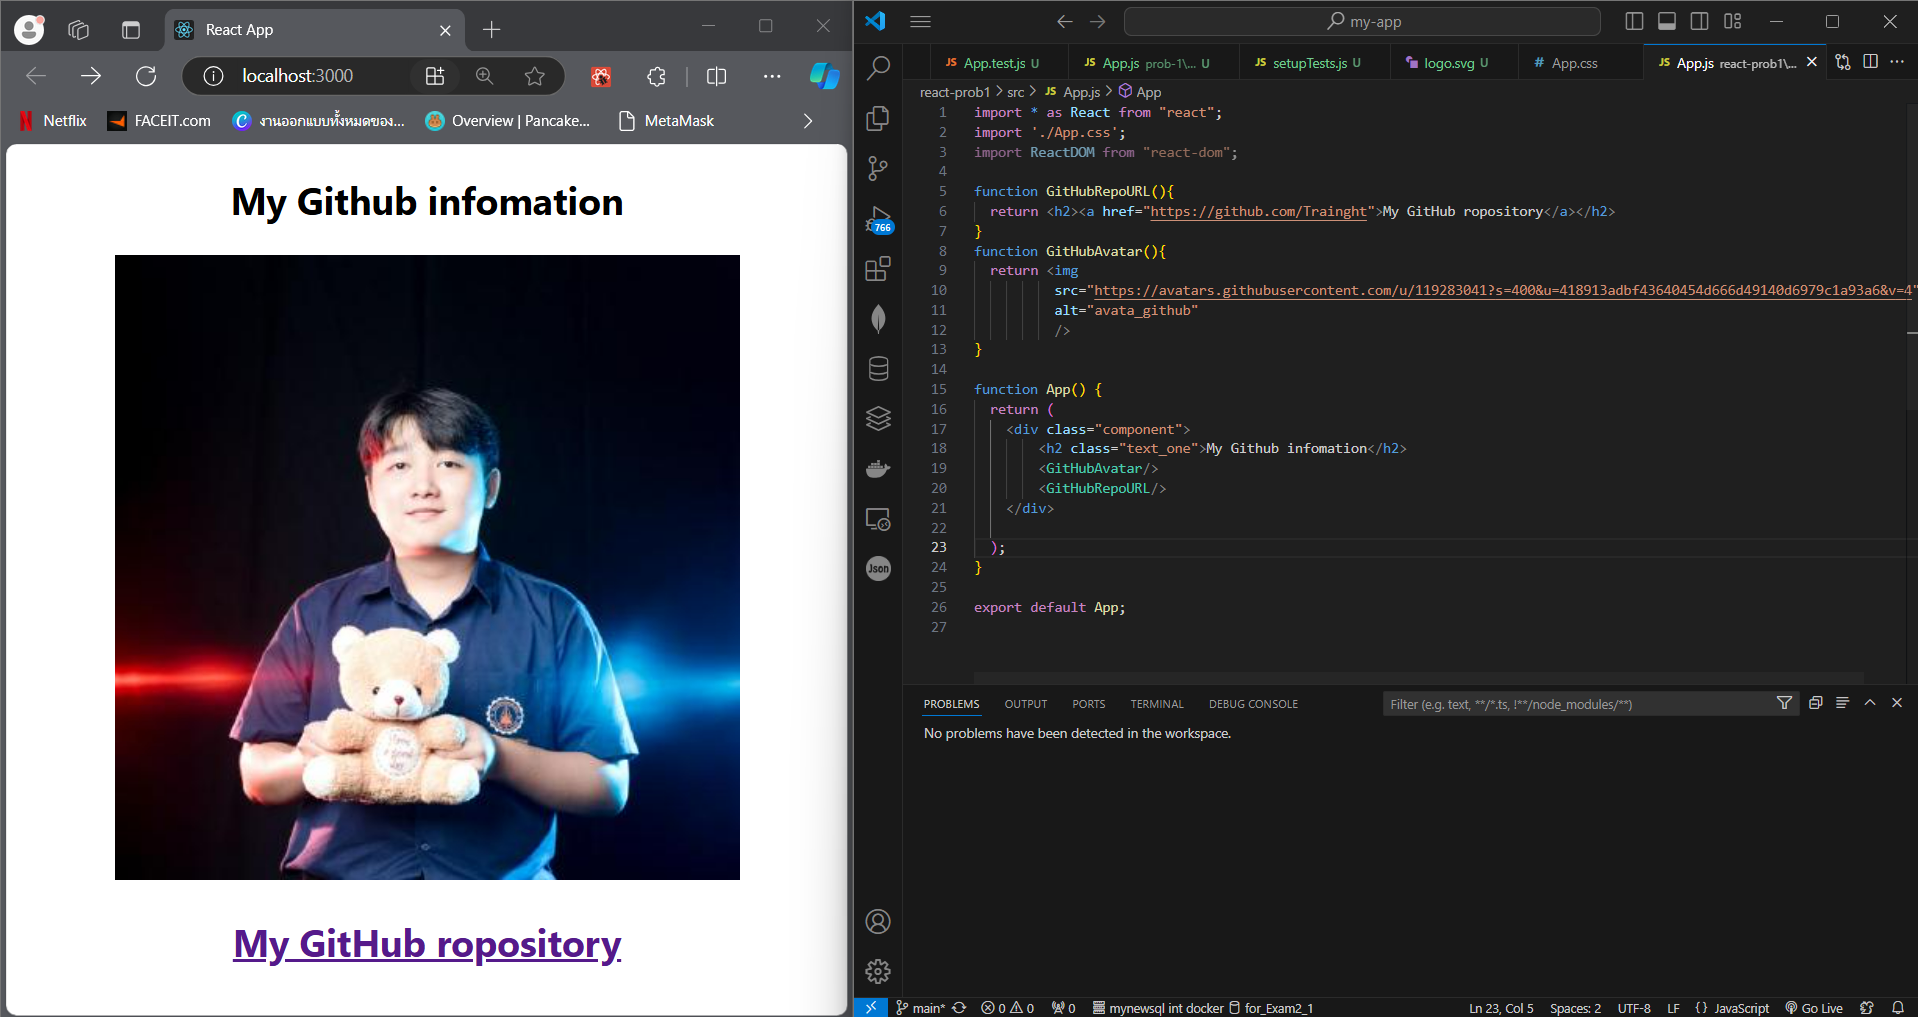 React App
localhost:3000
Netflix
FACEIT.com
งานออกแบบทั้งหมดของ...
Overview | Pancake...
MetaMask
My Github infomation
My GitHub ropository
my-app
JS App.test.js U
JS App.js prob-1\... U
JS setupTests.js U
logo.svg U
# App.css
JS App.js react-prob1\...
react-prob1 > src > JS App.js > App
1 import * as React from "react";
2 import './App.css';
3 import ReactDOM from "react-dom";
4
5 function GitHubRepoURL(){
6 return <h2><a href="https://github.com/Trainght">My GitHub ropository</a></h2>
7 }
8 function GitHubAvatar(){
9 return <img
10 src="https://avatars.githubusercontent.com/u/119283041?s=400&u=418913adbf43640454d666d49140d6979c1a93a6&v=4"
11 alt="avata_github"
12 />
13 }
14
15 function App() {
16 return (
17 <div class="component">
18 <h2 class="text_one">My Github infomation</h2>
19 <GitHubAvatar/>
20 <GitHubRepoURL/>
21 </div>
22
23 );
24 }
25
26 export default App;
27
766
Json
PROBLEMS
OUTPUT
PORTS
TERMINAL
DEBUG CONSOLE
Filter (e.g. text, **/*.ts, !**/node_modules/**)
No problems have been detected in the workspace.
main*
0
0
0
mynewsql int docker
for_Exam2_1
Ln 23, Col 5
Spaces: 2
UTF-8
LF
{ } JavaScript
Go Live